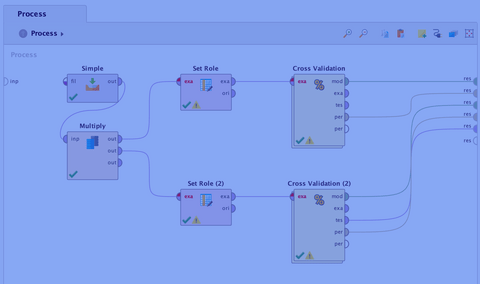 Process
Process
Process
inp
res
res
res
res
res
res
Simple
fil
out
Multiply
inp
out
out
out
Set Role
exa
exa
ori
Cross Validation
exa
mod
exa
tes
per
per
Set Role (2)
exa
exa
ori
Cross Validation (2)
exa
mod
exa
tes
per
per